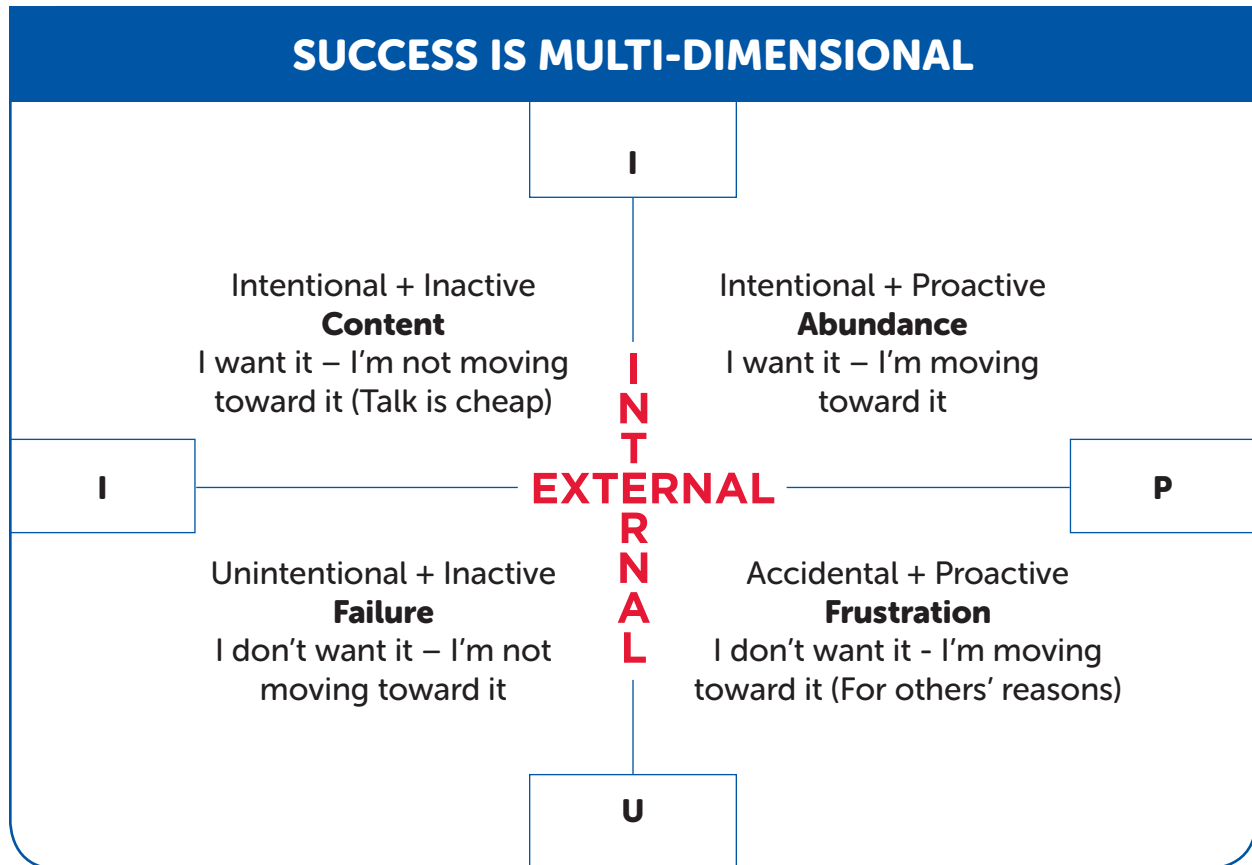 SUCCESS IS MULTI-DIMENSIONAL
I
Intentional + Inactive
Content
I want it – I’m not moving
toward it (Talk is cheap)
Intentional + Proactive
Abundance
I want it – I’m moving
toward it
I
EXTERNAL
INTERNAL
P
Unintentional + Inactive
Failure
I don’t want it – I’m not
moving toward it
Accidental + Proactive
Frustration
I don’t want it - I’m moving
toward it (For others’ reasons)
U